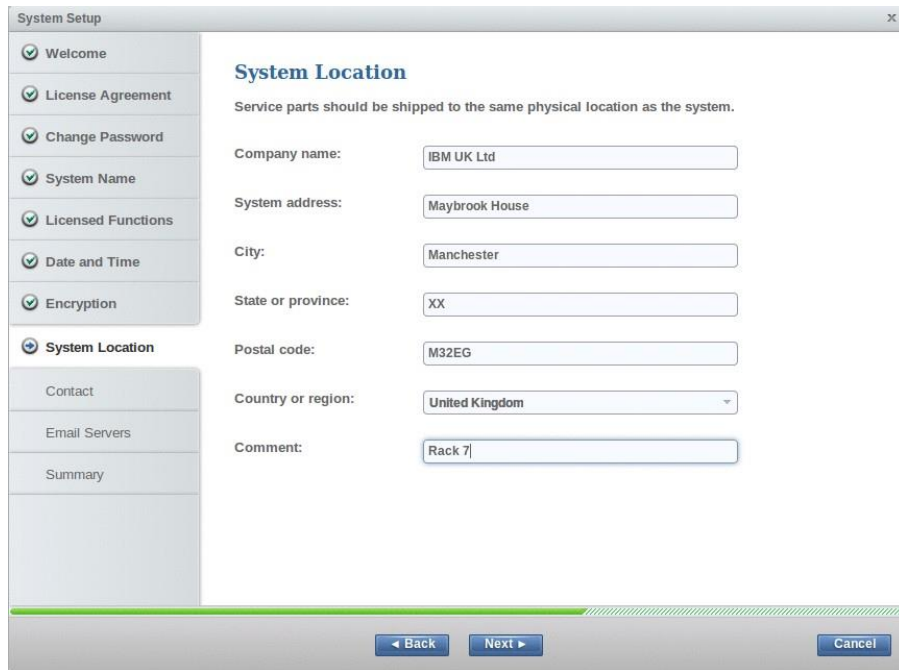 System Setup
Welcome
License Agreement
Change Password
System Name
Licensed Functions
Date and Time
Encryption
System Location
Contact
Email Servers
Summary
System Location
Service parts should be shipped to the same physical location as the system.
Company name: IBM UK Ltd
System address: Maybrook House
City: Manchester
State or province: XX
Postal code: M32EG
Country or region: United Kingdom
Comment: Rack 7
◄ Back Next ► Cancel